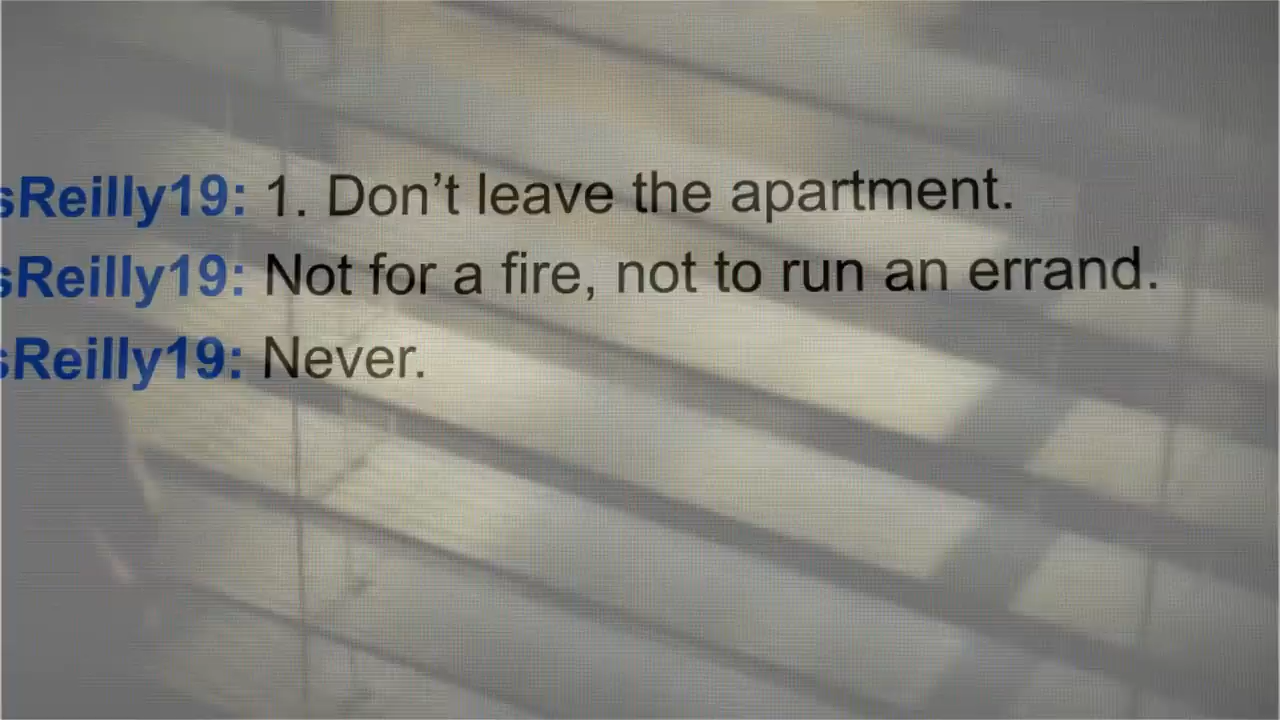 sReilly19: 1. Don’t leave the apartment.
sReilly19: Not for a fire, not to run an errand.
sReilly19: Never.